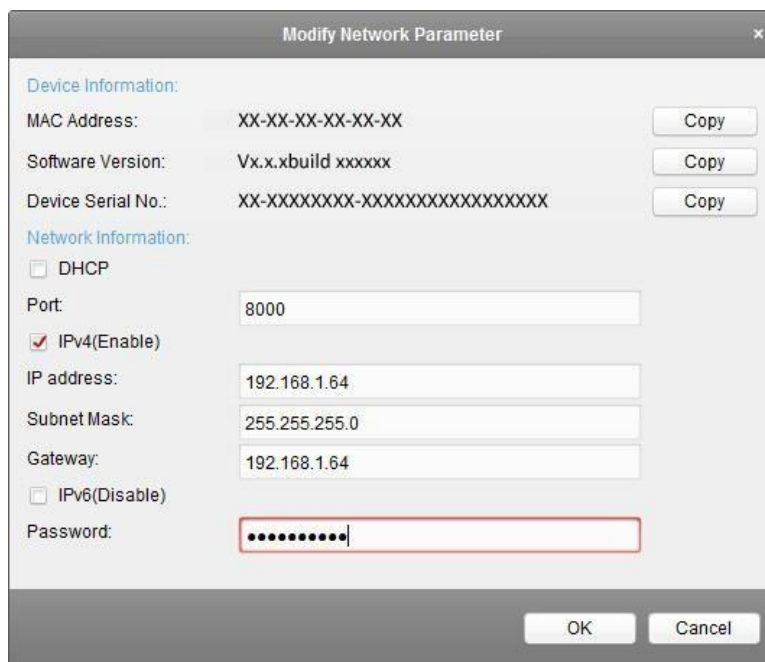 Modify Network Parameter ×
Device Information:
MAC Address: XX-XX-XX-XX-XX-XX Copy
Software Version: Vx.x.xbuild xxxxxx Copy
Device Serial No.: XX-XXXXXXXX-XXXXXXXXXXXXXXXXX Copy
Network Information:
DHCP
Port: 8000
IPv4(Enable)
IP address: 192.168.1.64
Subnet Mask: 255.255.255.0
Gateway: 192.168.1.64
IPv6(Disable)
Password: ●●●●●●●●●●
OK Cancel